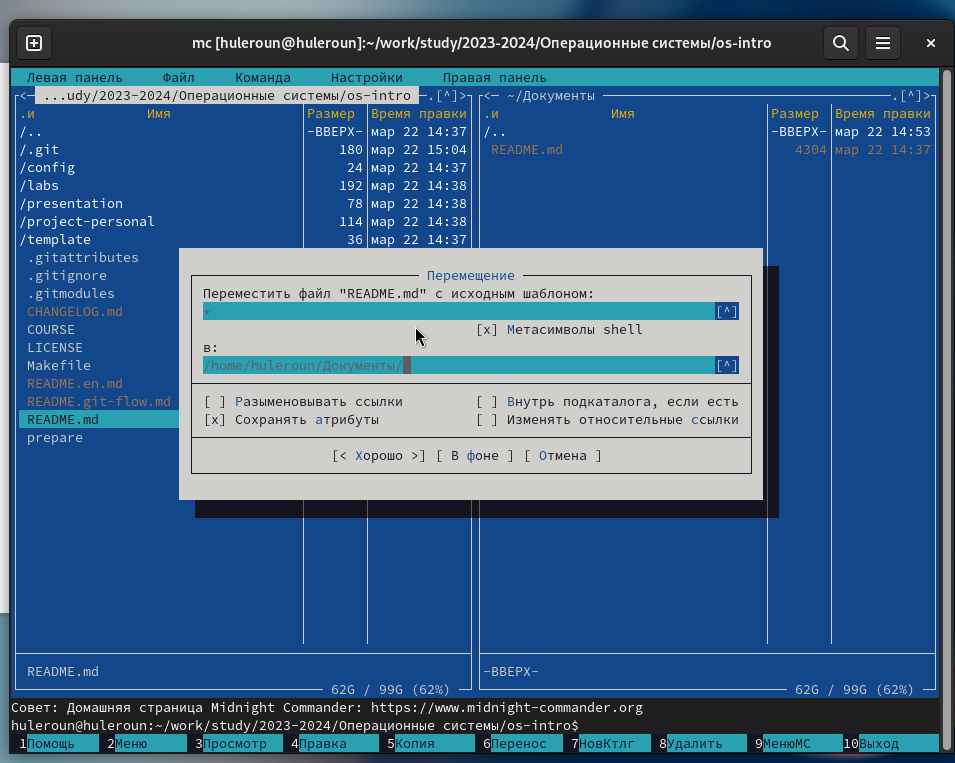 mc [huleroun@huleroun]:~/work/study/2023-2024/Операционные системы/os-intro
Левая панель Файл Команда Настройки Правая панель
<— ...udy/2023-2024/Операционные системы/os-intro —.[^]> <— ~/Документы —.[^]>
.и Имя Размер Время правки .и Имя Размер Время правки
/.. -ВВЕРХ- мар 22 14:37 /.. -ВВЕРХ- мар 22 14:53
/.git 180 мар 22 15:04 README.md 4304 мар 22 14:37
/config 24 мар 22 14:37
/labs 192 мар 22 14:38
/presentation 78 мар 22 14:38
/project-personal 114 мар 22 14:38
/template 36 мар 22 14:37
.gitattributes
.gitignore
.gitmodules
CHANGELOG.md
COURSE
LICENSE
Makefile
README.en.md
README.git-flow.md
README.md
prepare
Перемещение
Переместить файл "README.md" с исходным шаблоном:
* [^]
[x] Метасимволы shell
в:
/home/huleroun/Документы/ [^]
[ ] Разыменовывать ссылки [ ] Внутрь подкаталога, если есть
[x] Сохранять атрибуты [ ] Изменять относительные ссылки
[< Хорошо >] [ В фоне ] [ Отмена ]
README.md -ВВЕРХ-
62G / 99G (62%) 62G / 99G (62%)
Совет: Домашняя страница Midnight Commander: https://www.midnight-commander.org
huleroun@huleroun:~/work/study/2023-2024/Операционные системы/os-intro$
1Помощь 2Меню 3Просмотр 4Правка 5Копия 6Перенос 7НовКтлг 8Удалить 9МенюMC 10Выход